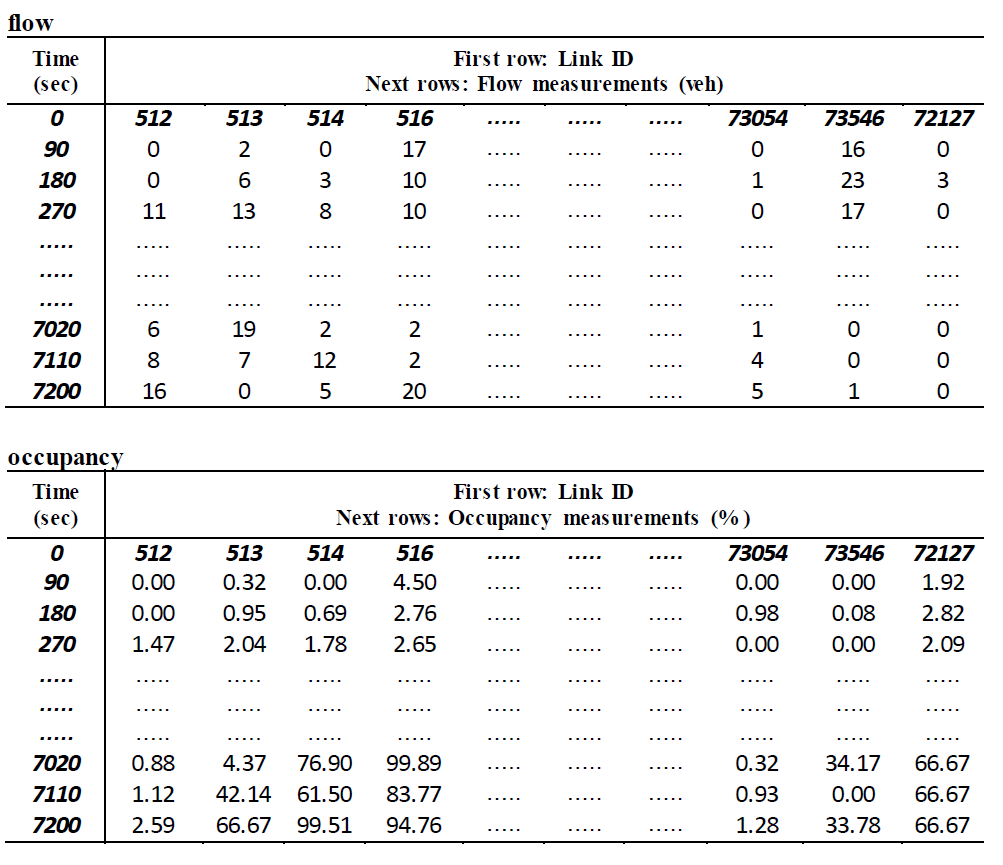 flow
Time (sec) First row: Link ID
Next rows: Flow measurements (veh)
0 512 513 514 516 ..... ..... ..... 73054 73546 72127
90 0 2 0 17 ..... ..... ..... 0 16 0
180 0 6 3 10 ..... ..... ..... 1 23 3
270 11 13 8 10 ..... ..... ..... 0 17 0
..... ..... ..... ..... ..... ..... ..... ..... ..... ..... .....
..... ..... ..... ..... ..... ..... ..... ..... ..... ..... .....
..... ..... ..... ..... ..... ..... ..... ..... ..... ..... .....
7020 6 19 2 2 ..... ..... ..... 1 0 0
7110 8 7 12 2 ..... ..... ..... 4 0 0
7200 16 0 5 20 ..... ..... ..... 5 1 0
occupancy
Time (sec) First row: Link ID
Next rows: Occupancy measurements (%)
0 512 513 514 516 ..... ..... ..... 73054 73546 72127
90 0.00 0.32 0.00 4.50 ..... ..... ..... 0.00 0.00 1.92
180 0.00 0.95 0.69 2.76 ..... ..... ..... 0.98 0.08 2.82
270 1.47 2.04 1.78 2.65 ..... ..... ..... 0.00 0.00 2.09
..... ..... ..... ..... ..... ..... ..... ..... ..... ..... .....
..... ..... ..... ..... ..... ..... ..... ..... ..... ..... .....
..... ..... ..... ..... ..... ..... ..... ..... ..... ..... .....
7020 0.88 4.37 76.90 99.89 ..... ..... ..... 0.32 34.17 66.67
7110 1.12 42.14 61.50 83.77 ..... ..... ..... 0.93 0.00 66.67
7200 2.59 66.67 99.51 94.76 ..... ..... ..... 1.28 33.78 66.67